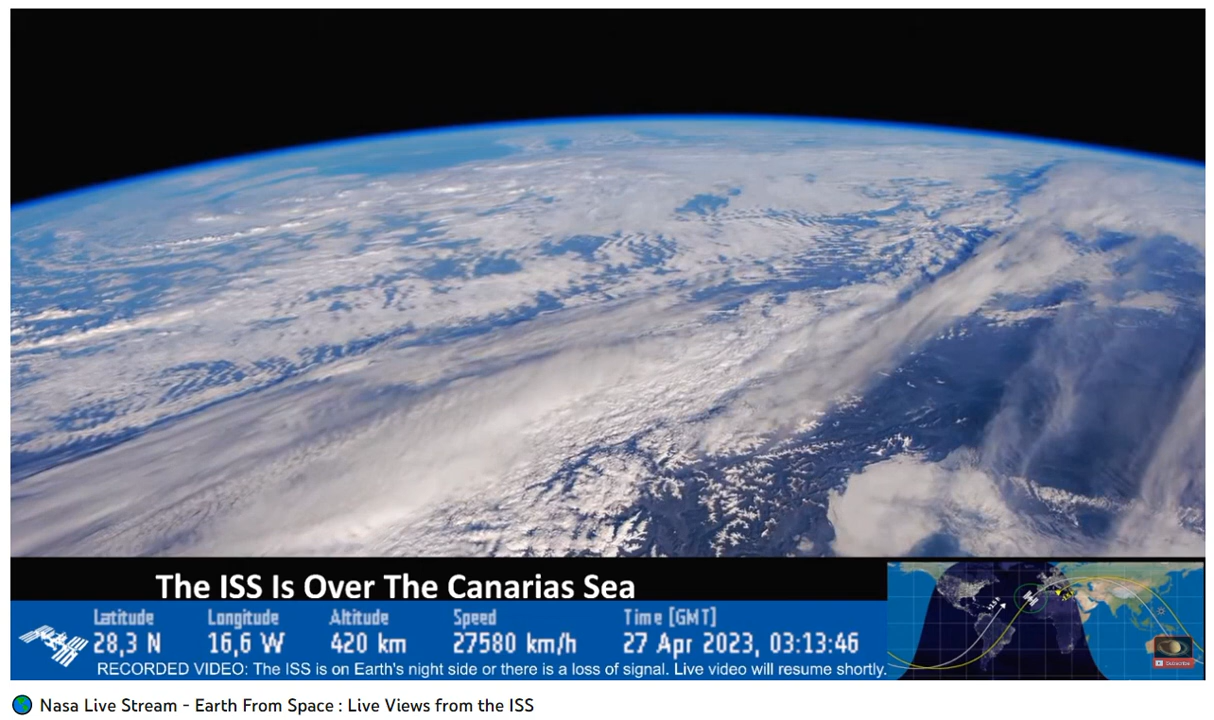 The ISS Is Over The Canarias Sea
Latitude Longitude Altitude Speed Time [GMT]
28,3 N 16,6 W 420 km 27580 km/h 27 Apr 2023, 03:13:46
RECORDED VIDEO: The ISS is on Earth's night side or there is a loss of signal. Live video will resume shortly.
Subscribe
Nasa Live Stream - Earth From Space : Live Views from the ISS